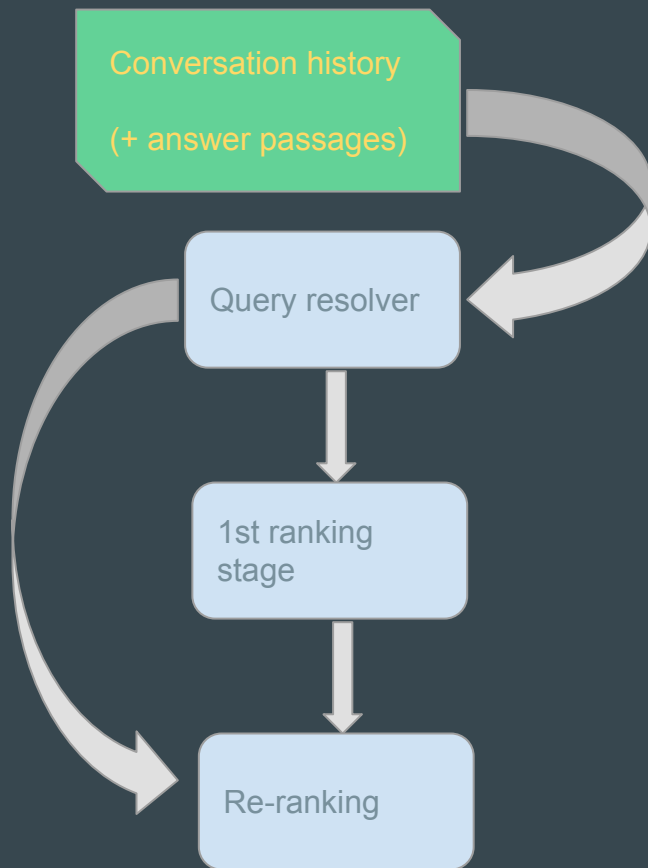 Conversation history
(+ answer passages)
Query resolver
1st ranking
stage
Re-ranking